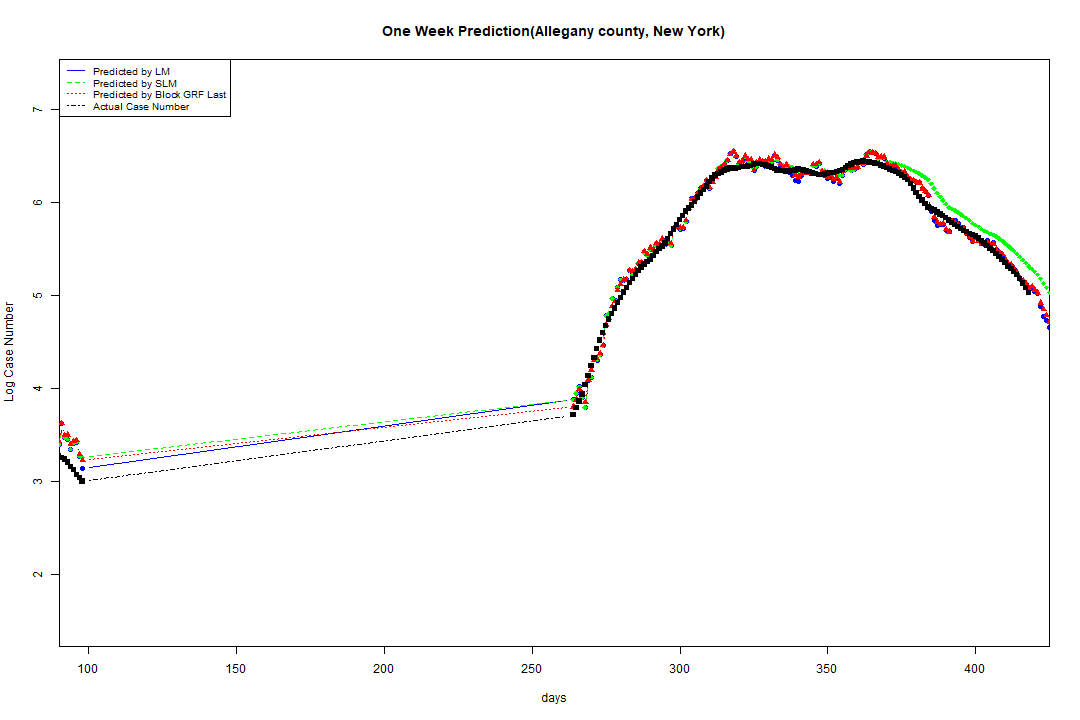 One Week Prediction(Allegany county, New York)
Predicted by LM
Predicted by SLM
Predicted by Block GRF Last
Actual Case Number
7
6
5
4
3
2
Log Case Number
100 150 200 250 300 350 400
days